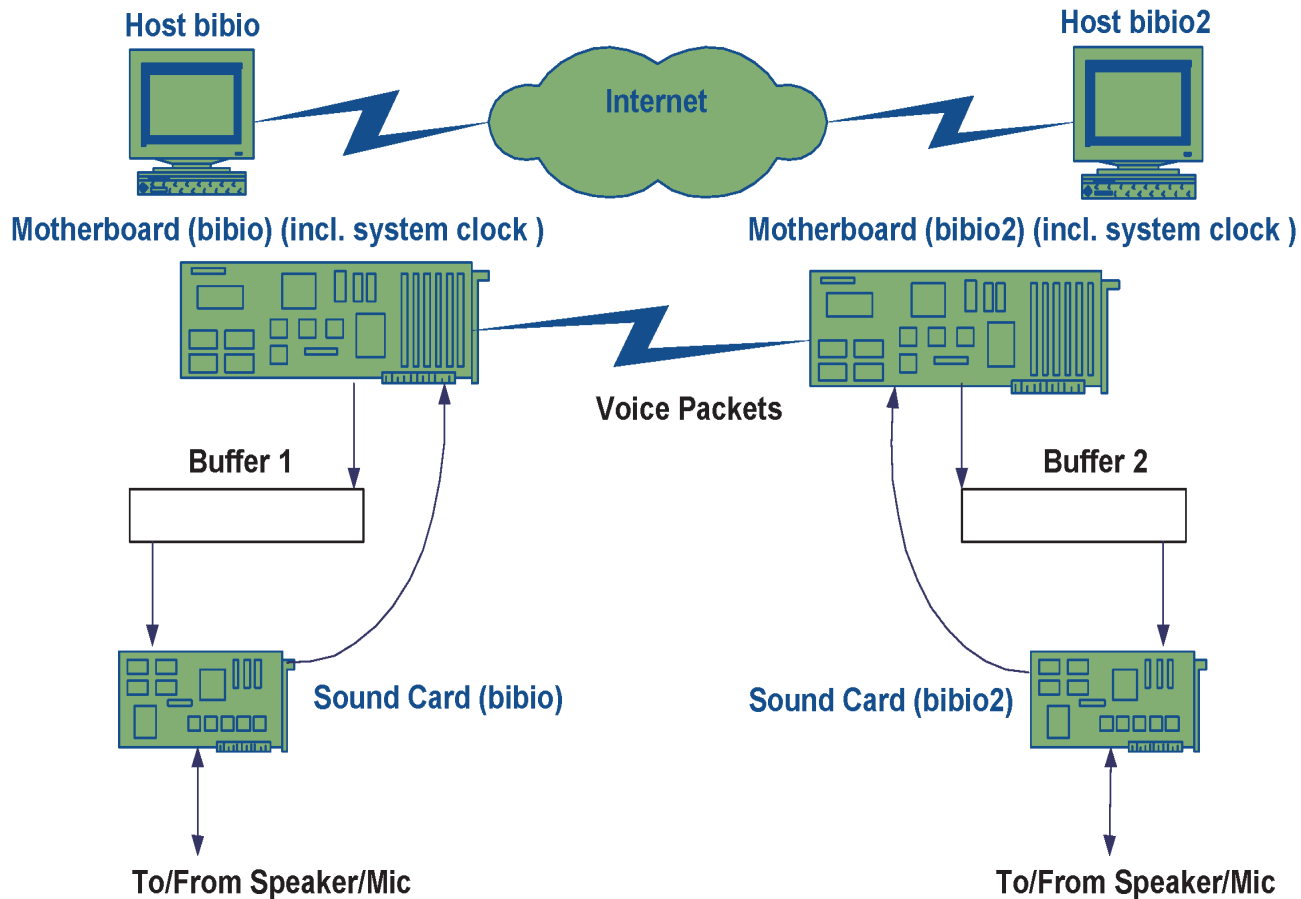 Host bibio
Host bibio2
Internet
Motherboard (bibio) (incl. system clock )
Motherboard (bibio2) (incl. system clock )
Voice Packets
Buffer 1
Buffer 2
Sound Card (bibio)
Sound Card (bibio2)
To/From Speaker/Mic
To/From Speaker/Mic